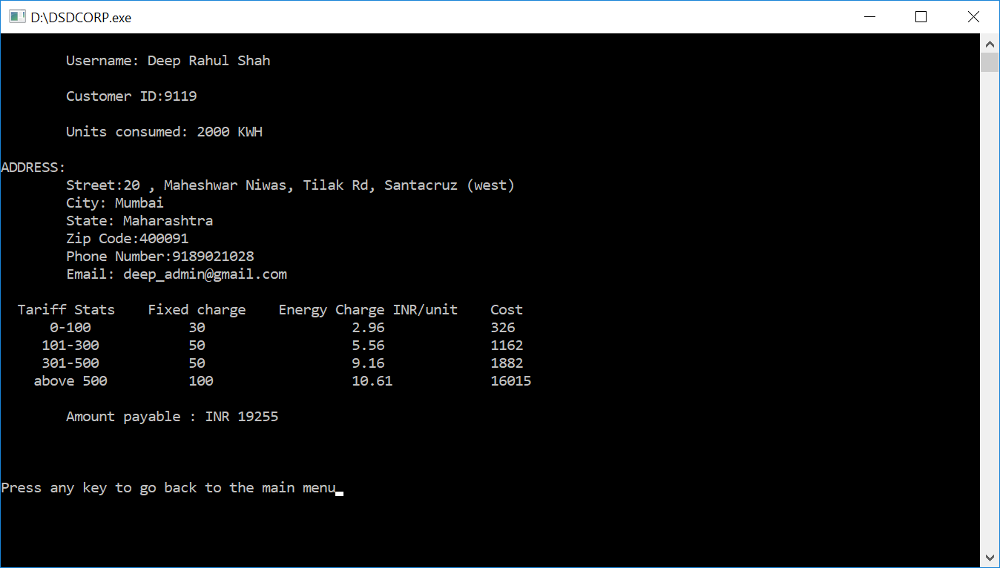 D:\DSDCORP.exe
Username: Deep Rahul Shah
Customer ID:9119
Units consumed: 2000 KWH
ADDRESS:
Street:20 , Maheshwar Niwas, Tilak Rd, Santacruz (west)
City: Mumbai
State: Maharashtra
Zip Code:400091
Phone Number:9189021028
Email: deep_admin@gmail.com
Tariff Stats Fixed charge Energy Charge INR/unit Cost
0-100 30 2.96 326
101-300 50 5.56 1162
301-500 50 9.16 1882
above 500 100 10.61 16015
Amount payable : INR 19255
Press any key to go back to the main menu